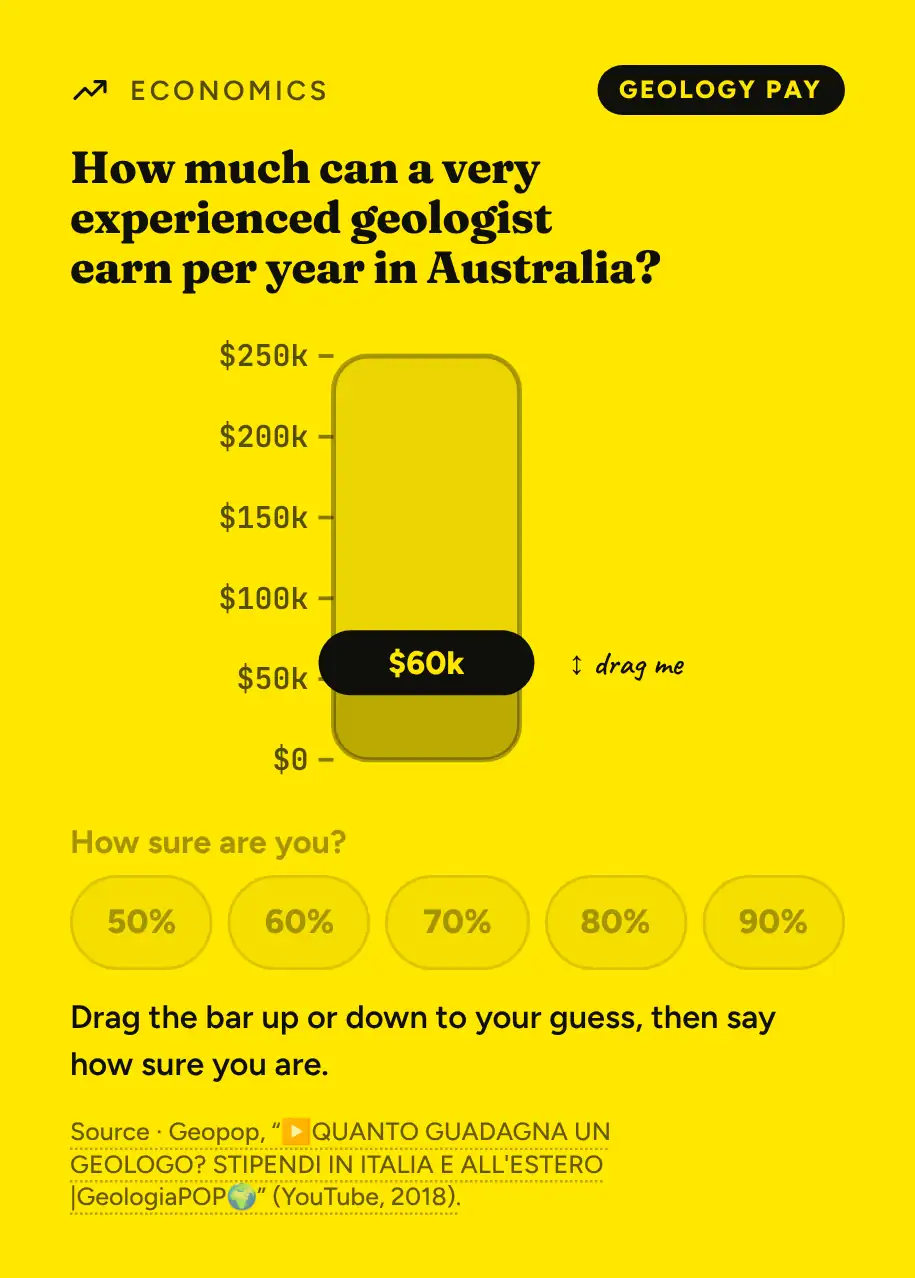 ECONOMICS
GEOLOGY PAY
How much can a very
experienced geologist
earn per year in Australia?
$250k
$200k
$150k
$100k
$60k
↕ drag me
$50k
$0
How sure are you?
50% 60% 70% 80% 90%
Drag the bar up or down to your guess, then say
how sure you are.
Source · Geopop, “▶️QUANTO GUADAGNA UN
GEOLOGO? STIPENDI IN ITALIA E ALL'ESTERO
|GeologiaPOP🌍” (YouTube, 2018).